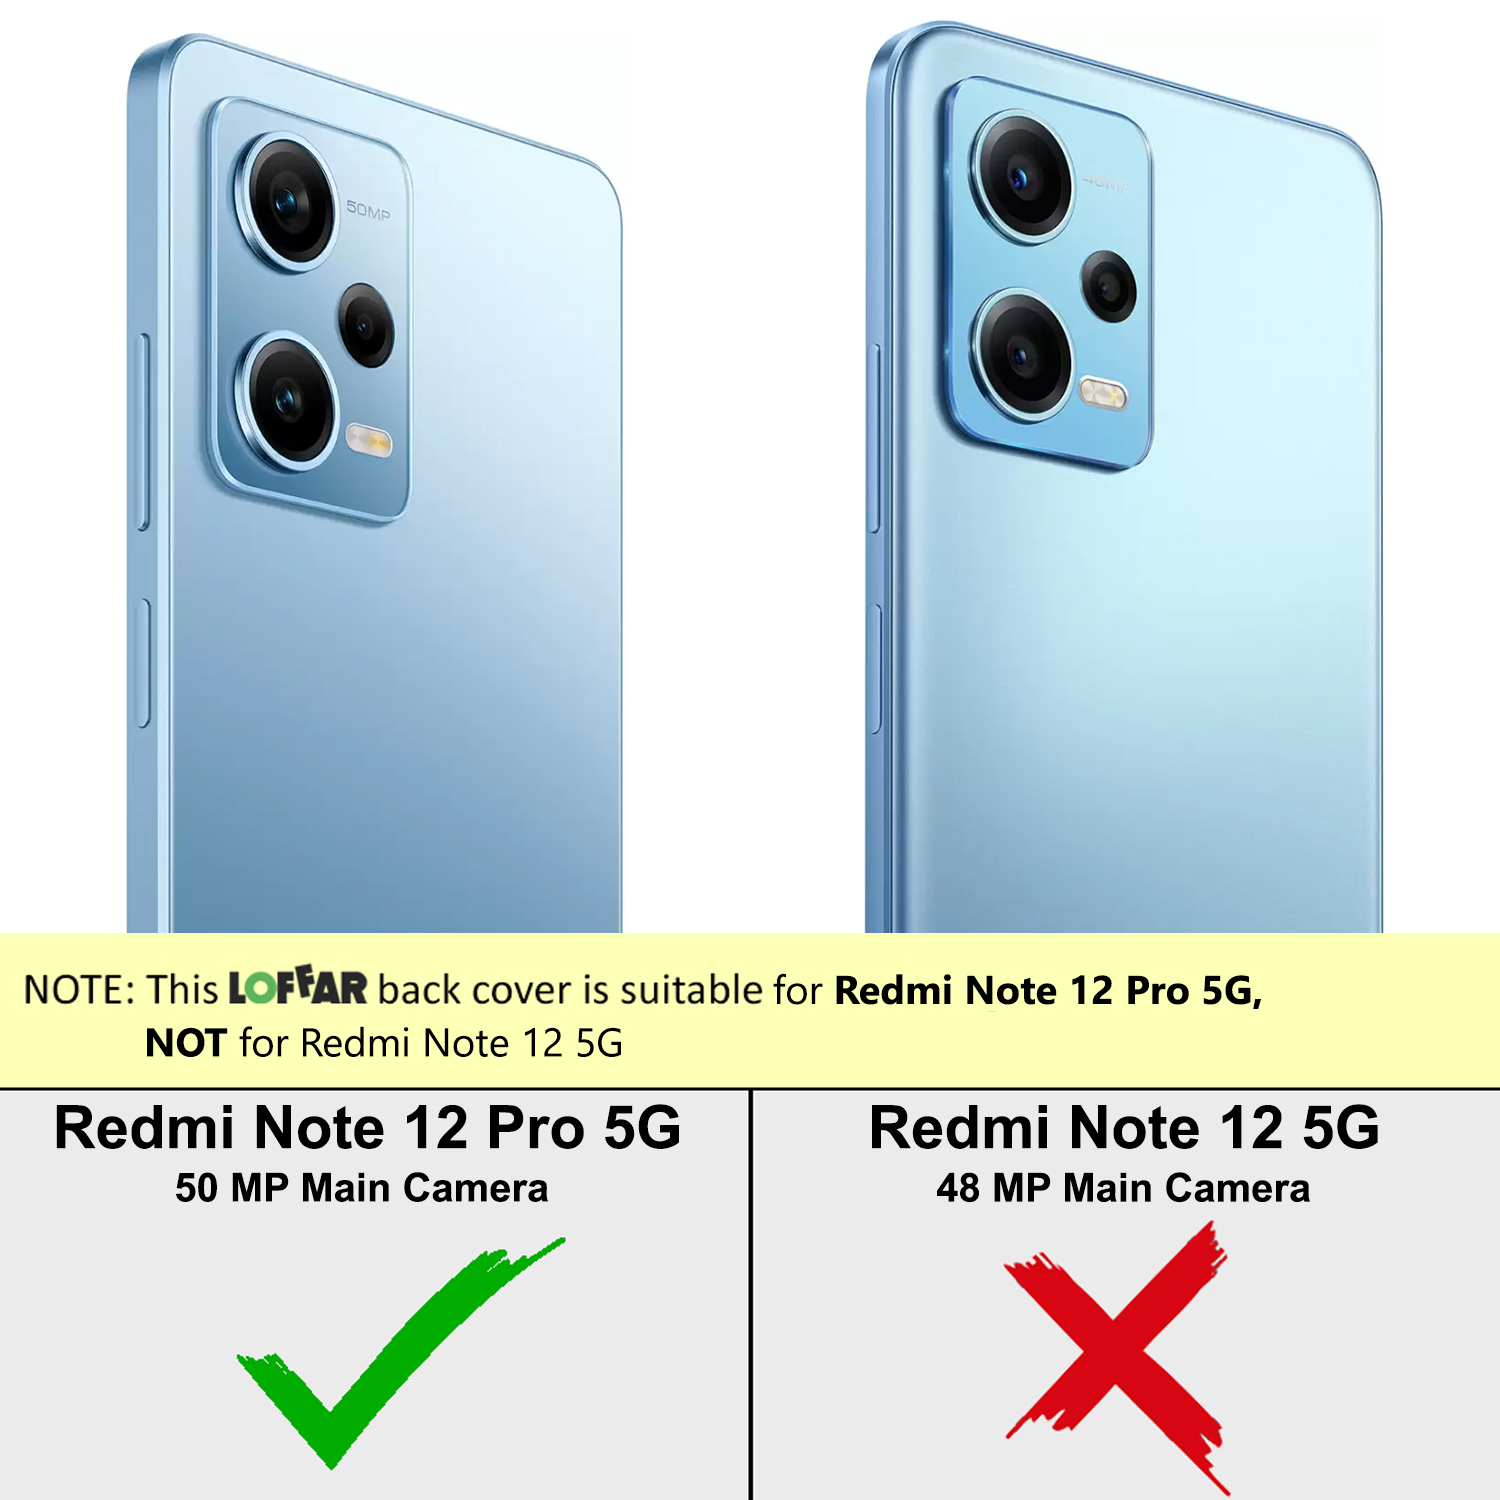 50MP
48MP
NOTE: This LOFFAR back cover is suitable for Redmi Note 12 Pro 5G,
NOT for Redmi Note 12 5G
Redmi Note 12 Pro 5G
50 MP Main Camera
Redmi Note 12 5G
48 MP Main Camera